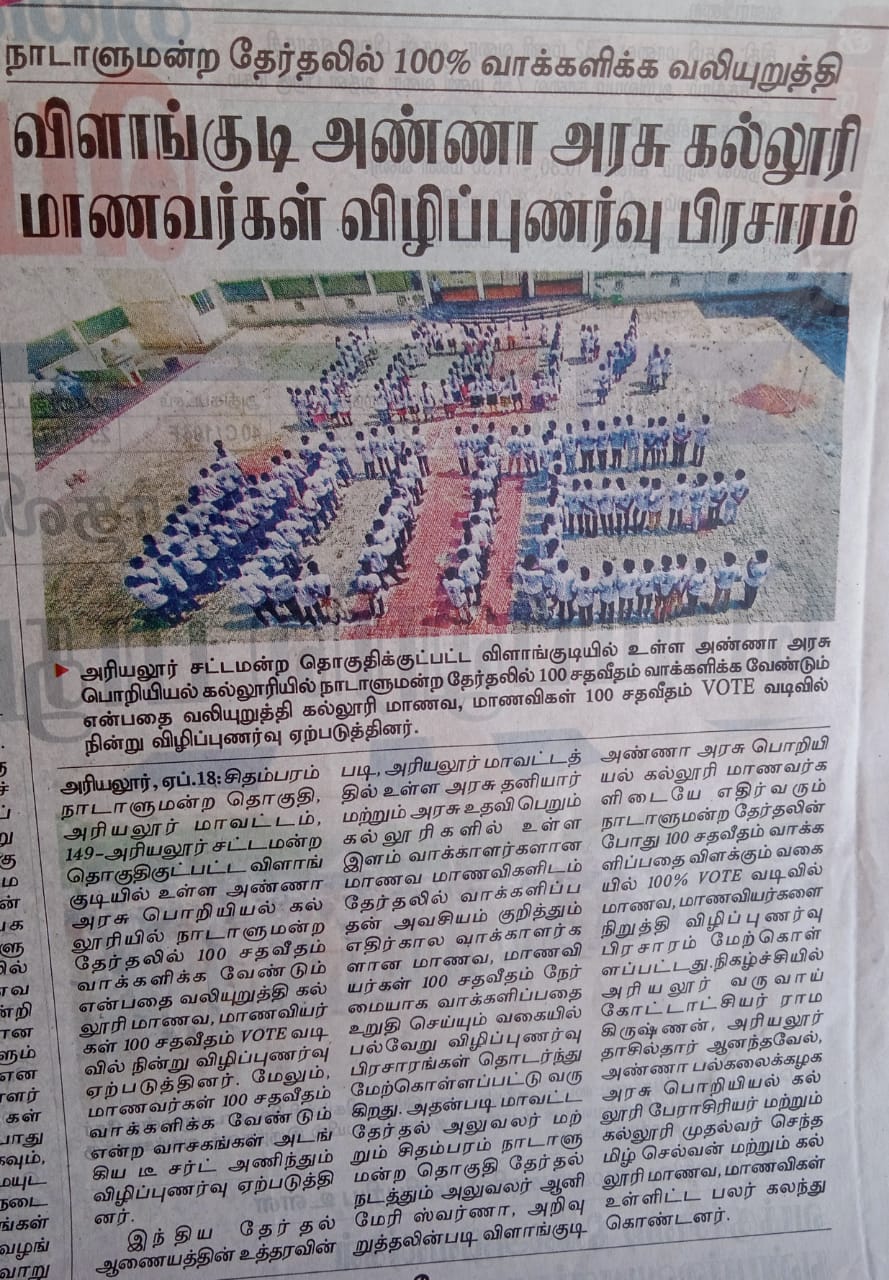 நாடாளுமன்ற தேர்தலில் 100% வாக்களிக்க வலியுறுத்தி
விளாங்குடி அண்ணா அரசு கல்லூரி
மாணவர்கள் விழிப்புணர்வு பிரசாரம்
அரியலூர் சட்டமன்ற தொகுதிக்குட்பட்ட விளாங்குடியில் உள்ள அண்ணா அரசு
பொறியியல் கல்லூரியில் நாடாளுமன்ற தேர்தலில் 100 சதவீதம் வாக்களிக்க வேண்டும்
என்பதை வலியுறுத்தி கல்லூரி மாணவ, மாணவிகள் 100 சதவீதம் VOTE வடிவில்
நின்று விழிப்புணர்வு ஏற்படுத்தினர்.
அரியலூர், ஏப்.18: சிதம்பரம்
நாடாளுமன்ற தொகுதி,
அரியலூர் மாவட்டம்,
149-அரியலூர் சட்டமன்ற
தொகுதிகுட்பட்ட விளாங்
குடியில் உள்ள அண்ணா
அரசு பொறியியல் கல்
லூரியில் நாடாளுமன்ற
தேர்தலில் 100 சதவீதம்
வாக்களிக்க வேண்டும்
என்பதை வலியுறுத்தி கல்
லூரி மாணவ, மாணவியர்
கள் 100 சதவீதம் VOTE வடி
வில் நின்று விழிப்புணர்வு
ஏற்படுத்தினர். மேலும்,
மாணவர்கள் 100 சதவீதம்
வாக்களிக்க வேண்டும்
என்ற வாசகங்கள் அடங்
கிய டீ சர்ட் அணிந்தும்
விழிப்புணர்வு ஏற்படுத்தி
னர்.
இந்திய தேர்தல்
ஆணையத்தின் உத்தரவின்
படி, அரியலூர் மாவட்டத்
தில் உள்ள அரசு தனியார்
மற்றும் அரசு உதவி பெறும்
கல்லூரிகளில் உள்ள
இளம் வாக்காளர்களான
மாணவ மாணவிகளிடம்
தேர்தலில் வாக்களிப்ப
தன் அவசியம் குறித்தும்
எதிர்கால வாக்காளர்க
ளான மாணவ, மாணவி
யர்கள் 100 சதவீதம் நேர்
மையாக வாக்களிப்பதை
உறுதி செய்யும் வகையில்
பல்வேறு விழிப்புணர்வு
பிரசாரங்கள் தொடர்ந்து
மேற்கொள்ளப்பட்டு வரு
கிறது. அதன்படி மாவட்ட
தேர்தல் அலுவலர் மற்
றும் சிதம்பரம் நாடாளு
மன்ற தொகுதி தேர்தல்
நடத்தும் அலுவலர் ஆனி
மேரி ஸ்வர்ணா, அறிவு
றுத்தலின்படி விளாங்குடி
அண்ணா அரசு பொறியி
யல் கல்லூரி மாணவர்க
ளிடையே எதிர்வரும்
நாடாளுமன்ற தேர்தலின்
போது 100 சதவீதம் வாக்க
ளிப்பதை விளக்கும் வகை
யில் 100% VOTE வடிவில்
மாணவ, மாணவியர்களை
நிறுத்தி விழிப்புணர்வு
பிரசாரம் மேற்கொள்
ளப்பட்டது.நிகழ்ச்சியில்
அரியலூர் வருவாய்
கோட்டாட்சியர் ராம
கிருஷ்ணன், அரியலூர்
தாசில்தார் ஆனந்தவேல்,
அண்ணா பல்கலைக்கழக
அரசு பொறியியல் கல்
லூரி பேராசிரியர் மற்றும்
கல்லூரி முதல்வர் செந்த
மிழ் செல்வன் மற்றும் கல்
லூரி மாணவ, மாணவிகள்
உள்ளிட்ட பலர் கலந்து
கொண்டனர்.